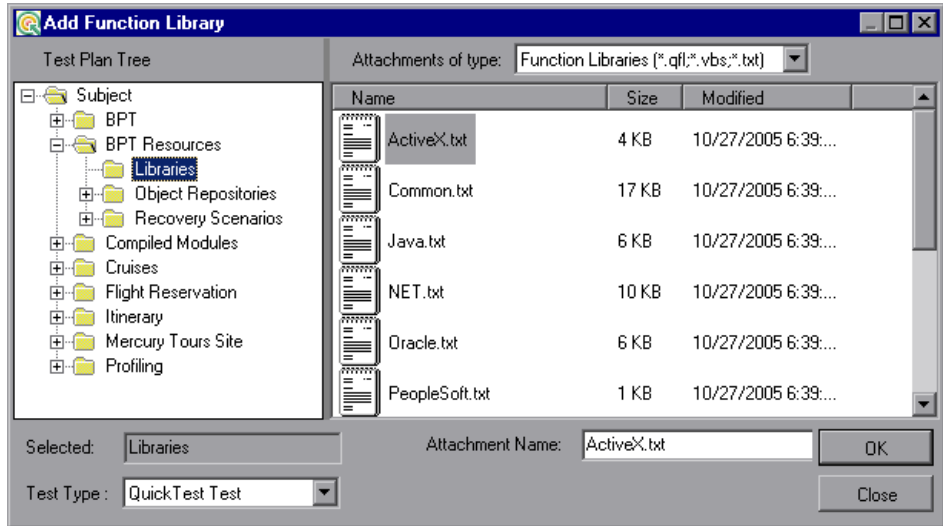 Add Function Library
Test Plan Tree
Attachments of type: Function Libraries (*.qfl;*.vbs;*.txt)
Subject
BPT
BPT Resources
Libraries
Object Repositories
Recovery Scenarios
Compiled Modules
Cruises
Flight Reservation
Itinerary
Mercury Tours Site
Profiling
Name Size Modified
ActiveX.txt 4 KB 10/27/2005 6:39:...
Common.txt 17 KB 10/27/2005 6:39:...
Java.txt 6 KB 10/27/2005 6:39:...
NET.txt 10 KB 10/27/2005 6:39:...
Oracle.txt 6 KB 10/27/2005 6:39:...
PeopleSoft.txt 1 KB 10/27/2005 6:39:...
Selected: Libraries
Attachment Name: ActiveX.txt
OK
Test Type : QuickTest Test
Close